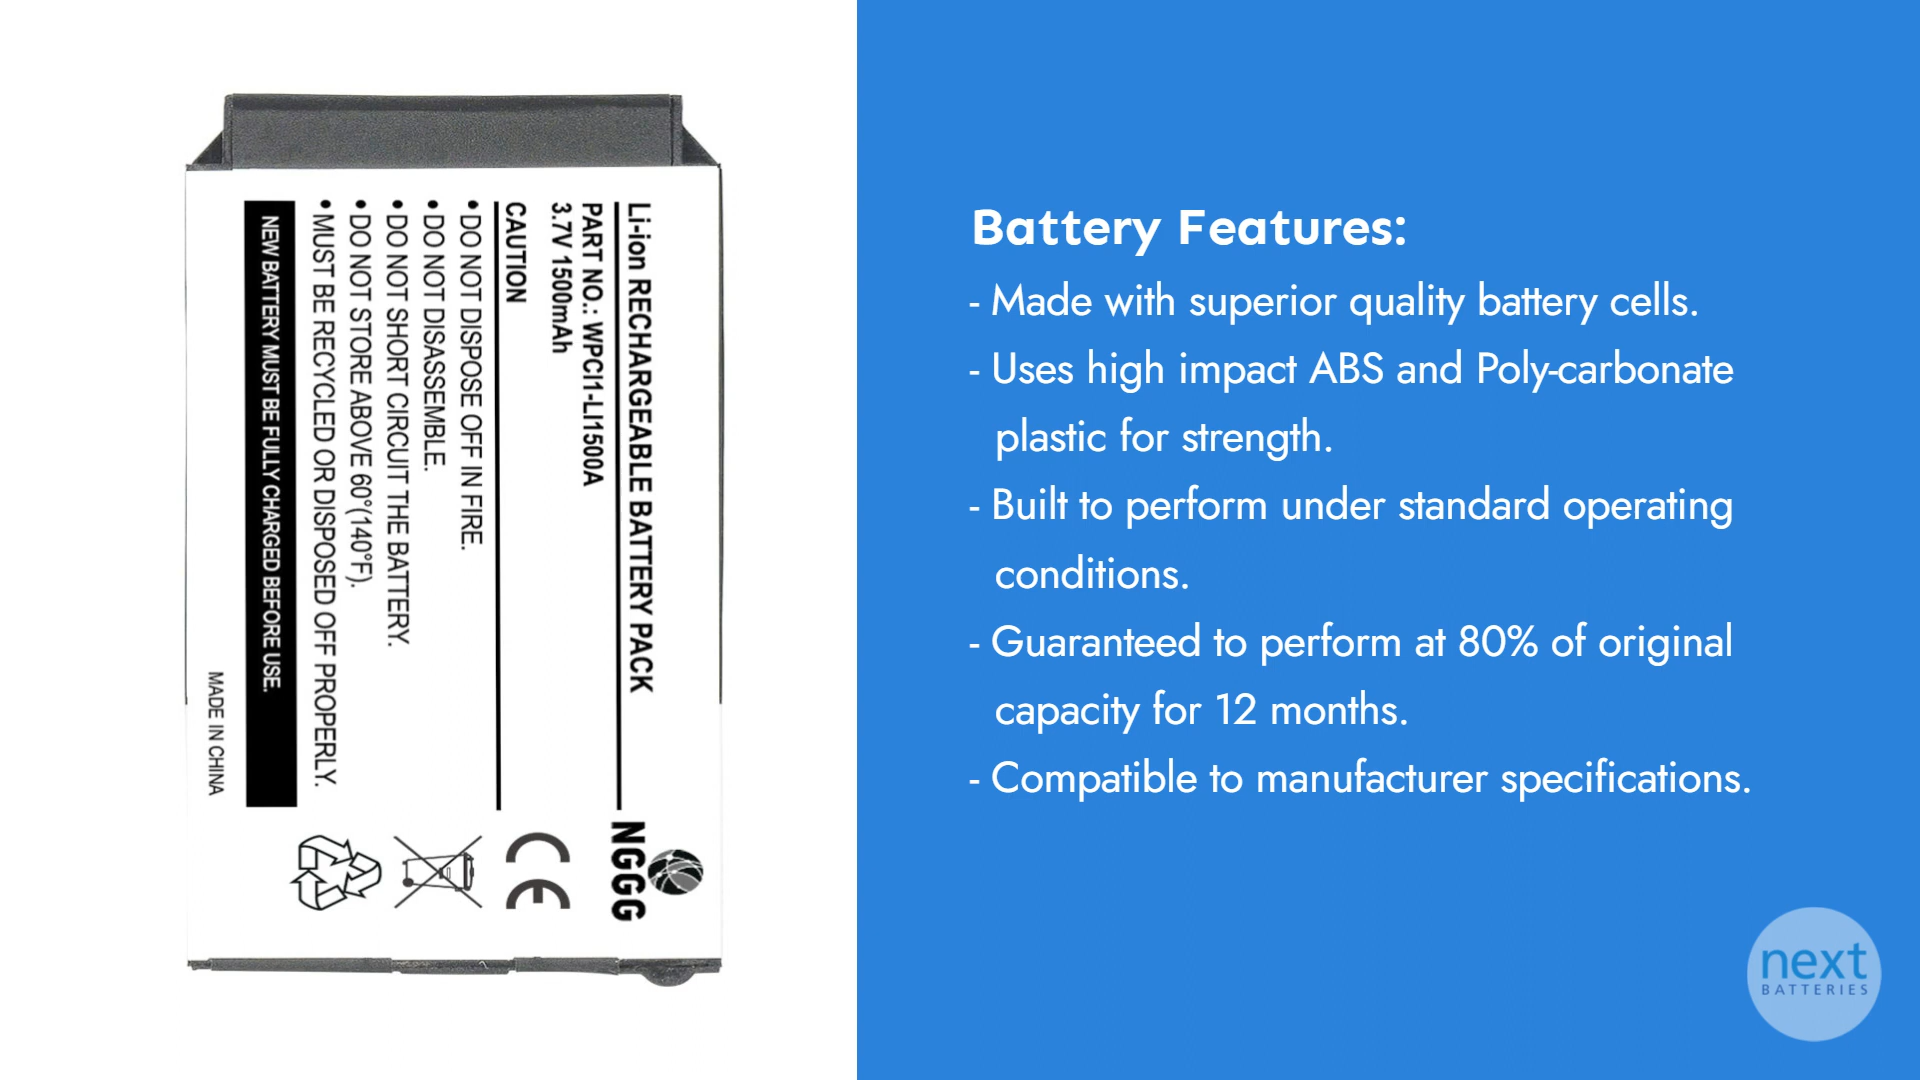 Li-ion RECHARGEABLE BATTERY PACK
PART NO.: WPCI1-LI1500A
3.7V 1500mAh
CAUTION
• DO NOT DISPOSE OFF IN FIRE.
• DO NOT DISASSEMBLE.
• DO NOT SHORT CIRCUIT THE BATTERY.
• DO NOT STORE ABOVE 60°(140°F).
• MUST BE RECYCLED OR DISPOSED OFF PROPERLY.
NEW BATTERY MUST BE FULLY CHARGED BEFORE USE.
MADE IN CHINA
NGGG
CE
Battery Features:
- Made with superior quality battery cells.
- Uses high impact ABS and Poly-carbonate
plastic for strength.
- Built to perform under standard operating
conditions.
- Guaranteed to perform at 80% of original
capacity for 12 months.
- Compatible to manufacturer specifications.
next
BATTERIES